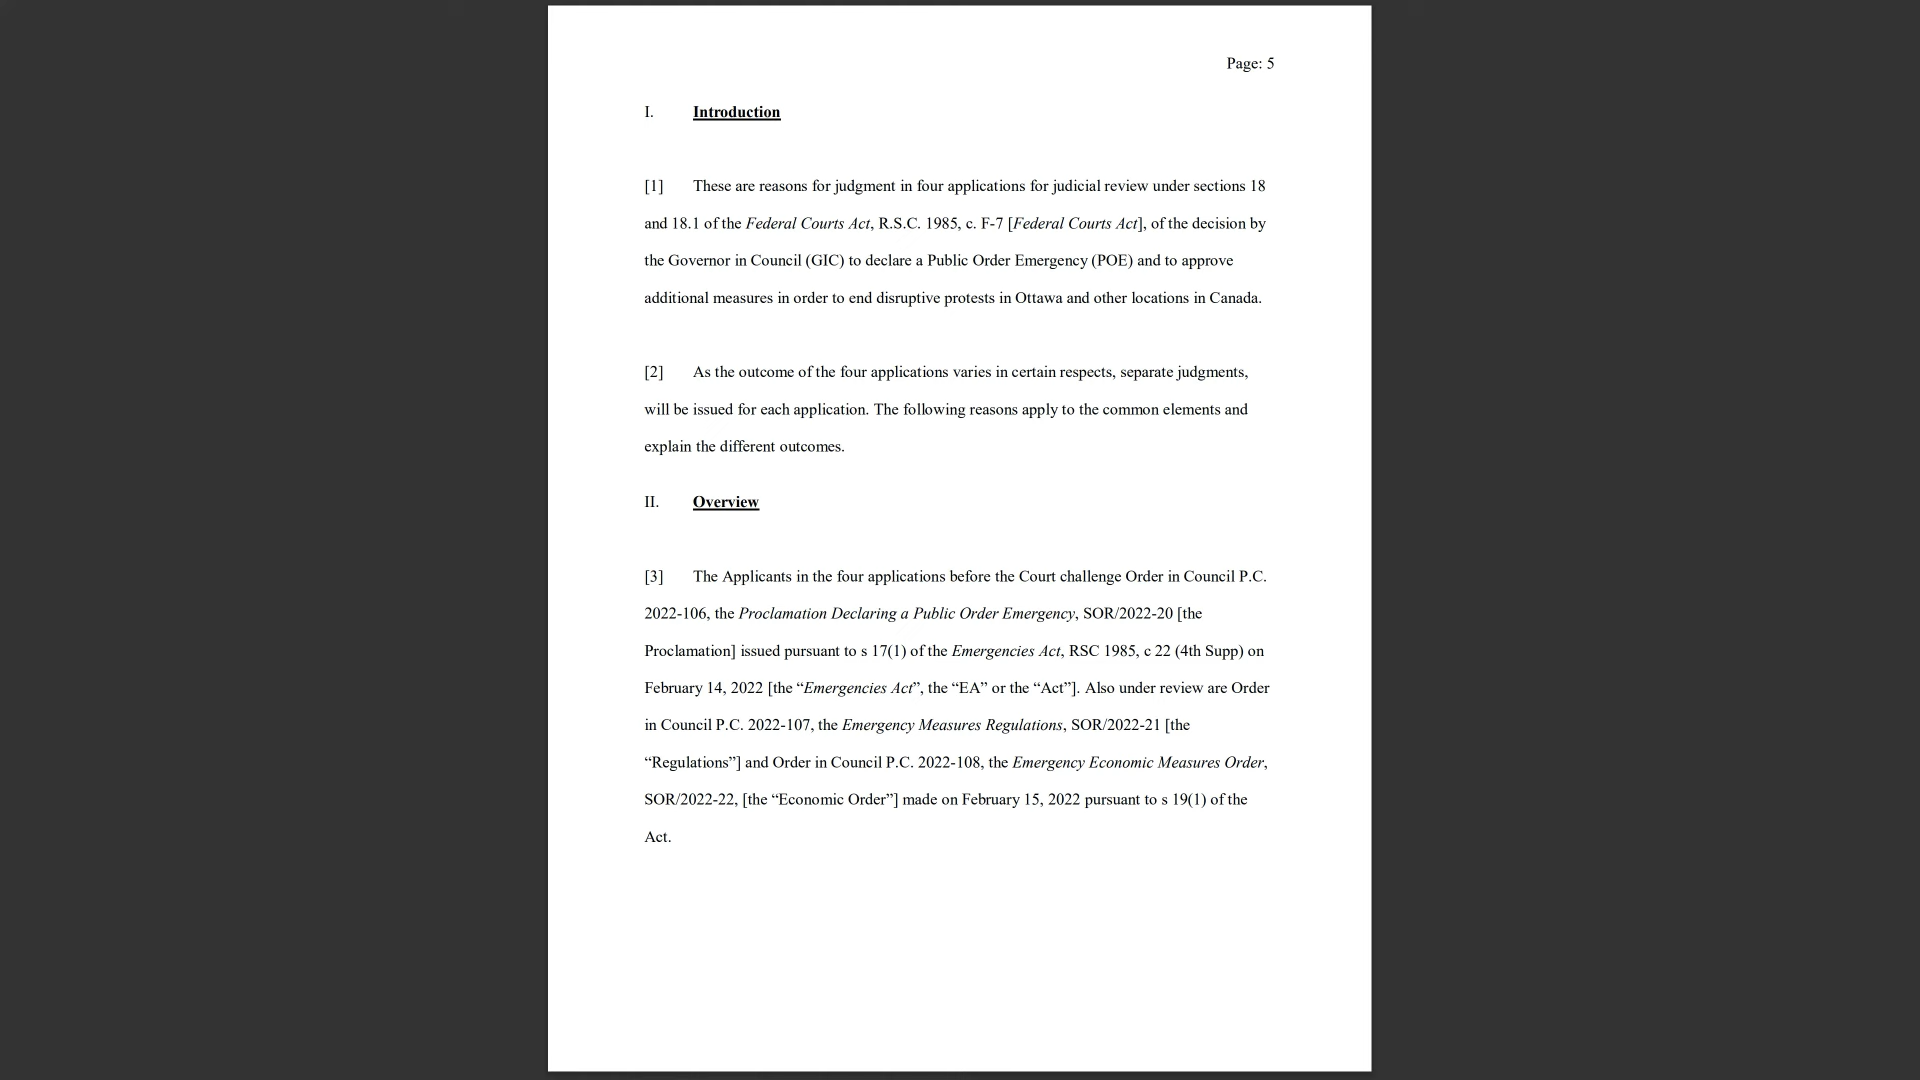 Page: 5
I. Introduction
[1] These are reasons for judgment in four applications for judicial review under sections 18
and 18.1 of the Federal Courts Act, R.S.C. 1985, c. F-7 [Federal Courts Act], of the decision by
the Governor in Council (GIC) to declare a Public Order Emergency (POE) and to approve
additional measures in order to end disruptive protests in Ottawa and other locations in Canada.
[2] As the outcome of the four applications varies in certain respects, separate judgments,
will be issued for each application. The following reasons apply to the common elements and
explain the different outcomes.
II. Overview
[3] The Applicants in the four applications before the Court challenge Order in Council P.C.
2022-106, the Proclamation Declaring a Public Order Emergency, SOR/2022-20 [the
Proclamation] issued pursuant to s 17(1) of the Emergencies Act, RSC 1985, c 22 (4th Supp) on
February 14, 2022 [the “Emergencies Act”, the “EA” or the “Act”]. Also under review are Order
in Council P.C. 2022-107, the Emergency Measures Regulations, SOR/2022-21 [the
“Regulations”] and Order in Council P.C. 2022-108, the Emergency Economic Measures Order,
SOR/2022-22, [the “Economic Order”] made on February 15, 2022 pursuant to s 19(1) of the
Act.